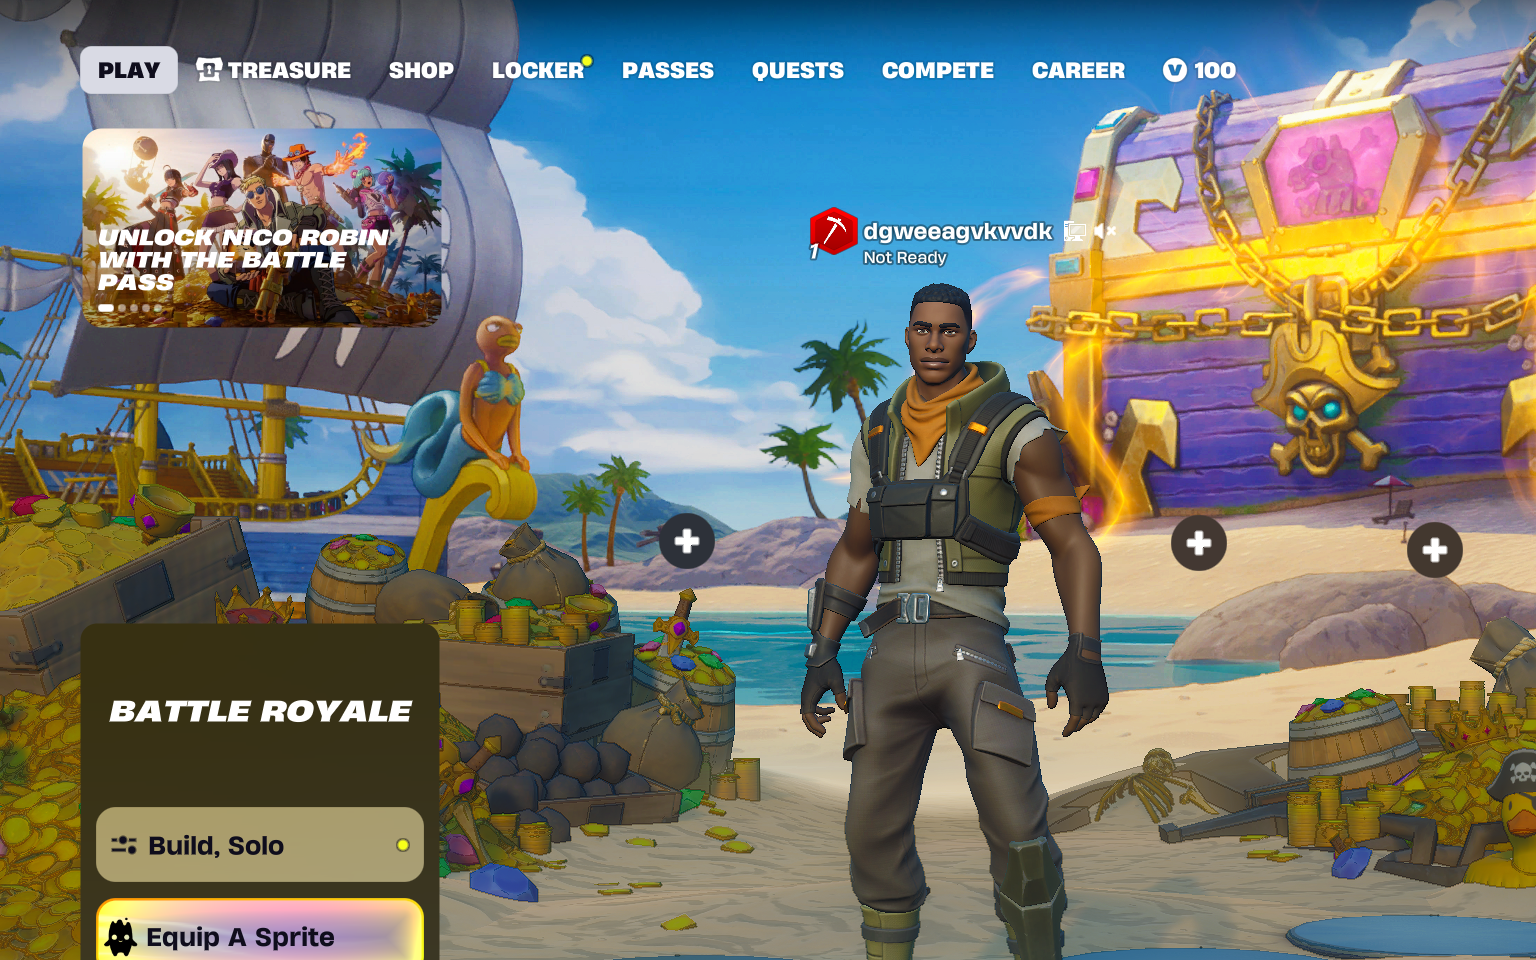 PLAY
TREASURE
SHOP
LOCKER
PASSES
QUESTS
COMPETE
CAREER
V 100
UNLOCK NICO ROBIN
WITH THE BATTLE
PASS
1
dgweeagvkvvdk
Not Ready
BATTLE ROYALE
Build, Solo
Equip A Sprite